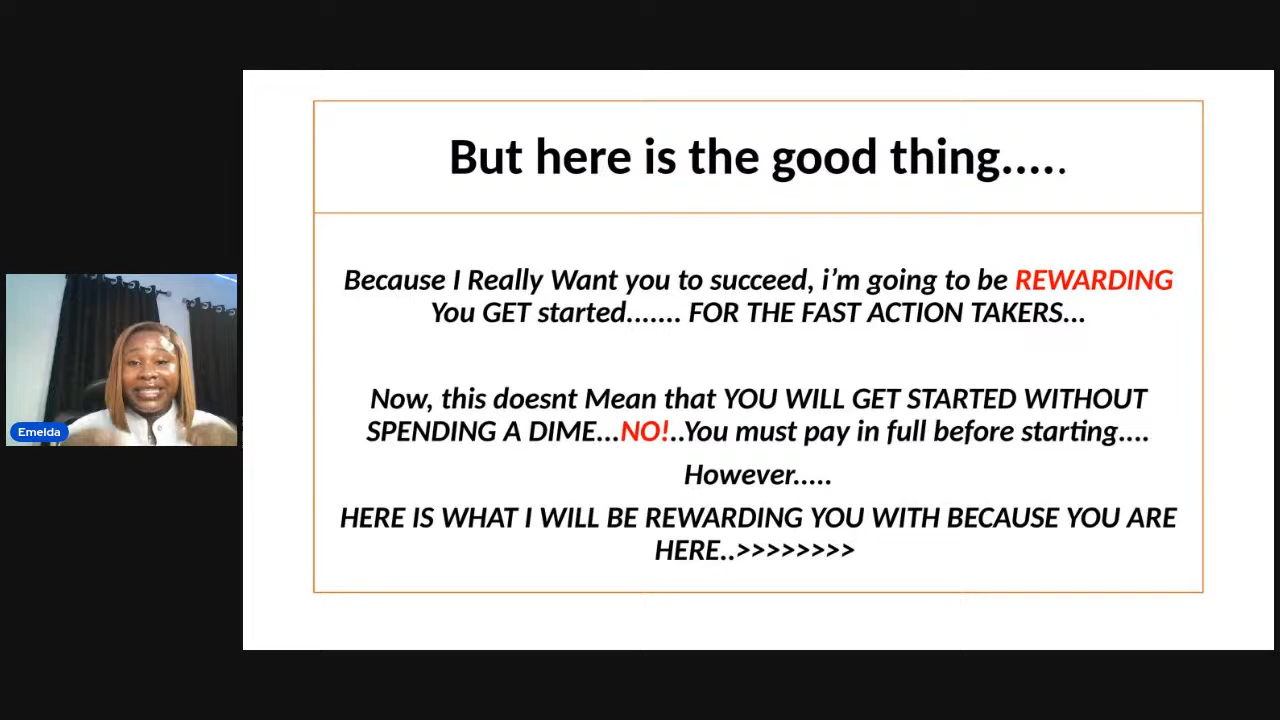 But here is the good thing.....
Because I Really Want you to succeed, i’m going to be REWARDING
You GET started....... FOR THE FAST ACTION TAKERS...
Now, this doesnt Mean that YOU WILL GET STARTED WITHOUT
SPENDING A DIME...NO!..You must pay in full before starting....
However.....
HERE IS WHAT I WILL BE REWARDING YOU WITH BECAUSE YOU ARE
HERE..>>>>>>>>
Emelda